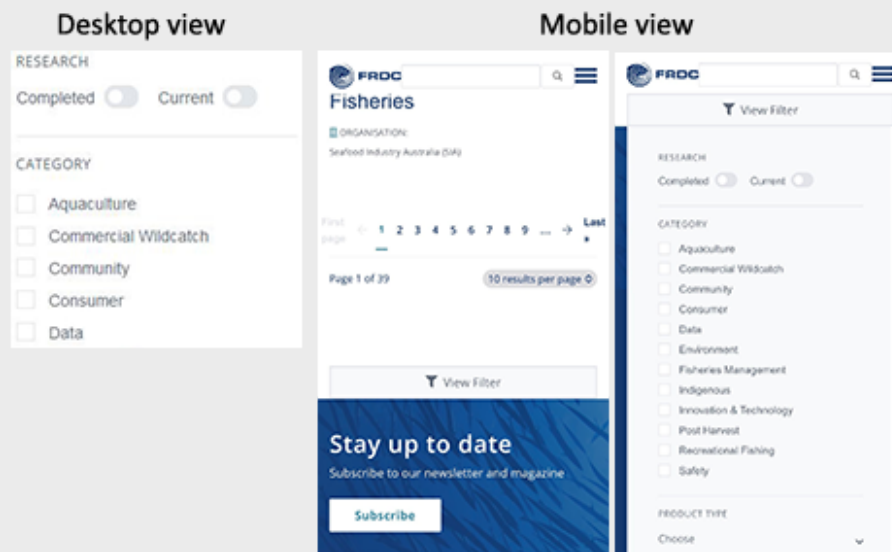 Desktop view
RESEARCH
Completed Current
CATEGORY
Aquaculture
Commercial Wildcatch
Community
Consumer
Data
Mobile view
FRDC
Fisheries
ORGANISATION:
Seafood Industry Australia (SIA)
First page ← 1 2 3 4 5 6 7 8 9 ... → Last »
Page 1 of 39 10 results per page
View Filter
Stay up to date
Subscribe to our newsletter and magazine
Subscribe
FRDC
View Filter
RESEARCH
Completed Current
CATEGORY
Aquaculture
Commercial Wildcatch
Community
Consumer
Data
Environment
Fisheries Management
Indigenous
Innovation & Technology
Post Harvest
Recreational Fishing
Safety
PRODUCT TYPE
Choose